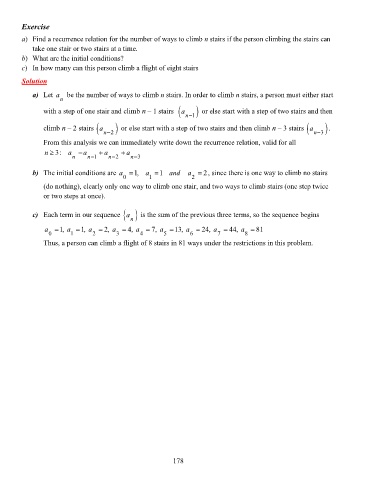 Exercise
a) Find a recurrence relation for the number of ways to climb n stairs if the person climbing the stairs can
take one stair or two stairs at a time.
b) What are the initial conditions?
c) In how many can this person climb a flight of eight stairs
Solution
a) Let a_n be the number of ways to climb n stairs. In order to climb n stairs, a person must either start
with a step of one stair and climb n – 1 stairs (a_{n−1}) or else start with a step of two stairs and then
climb n – 2 stairs (a_{n−2}) or else start with a step of two stairs and then climb n – 3 stairs (a_{n−3}).
From this analysis we can immediately write down the recurrence relation, valid for all
n ≥ 3: a_n = a_{n−1} + a_{n−2} + a_{n−3}
b) The initial conditions are a_0 = 1, a_1 = 1 and a_2 = 2, since there is one way to climb no stairs
(do nothing), clearly only one way to climb one stair, and two ways to climb stairs (one step twice
or two steps at once).
c) Each term in our sequence {a_n} is the sum of the previous three terms, so the sequence begins
a_0 = 1, a_1 = 1, a_2 = 2, a_3 = 4, a_4 = 7, a_5 = 13, a_6 = 24, a_7 = 44, a_8 = 81
Thus, a person can climb a flight of 8 stairs in 81 ways under the restrictions in this problem.
178